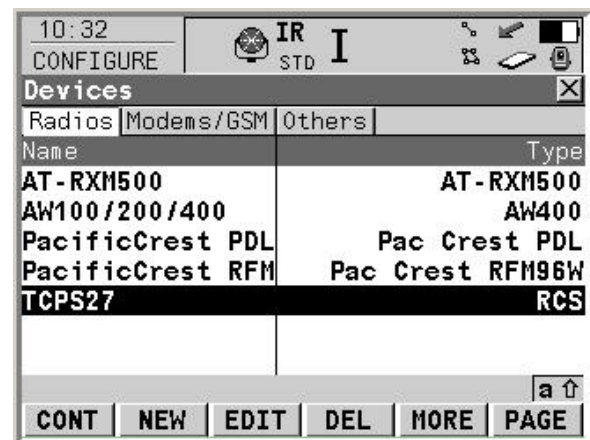 10:32
CONFIGURE
IR
STD
I
Devices
Radios Modems/GSM Others
Name Type
AT-RXM500 AT-RXM500
AW100/200/400 AW400
PacificCrest PDL Pac Crest PDL
PacificCrest RFM Pac Crest RFM96W
TCPS27 RCS
a
CONT NEW EDIT DEL MORE PAGE